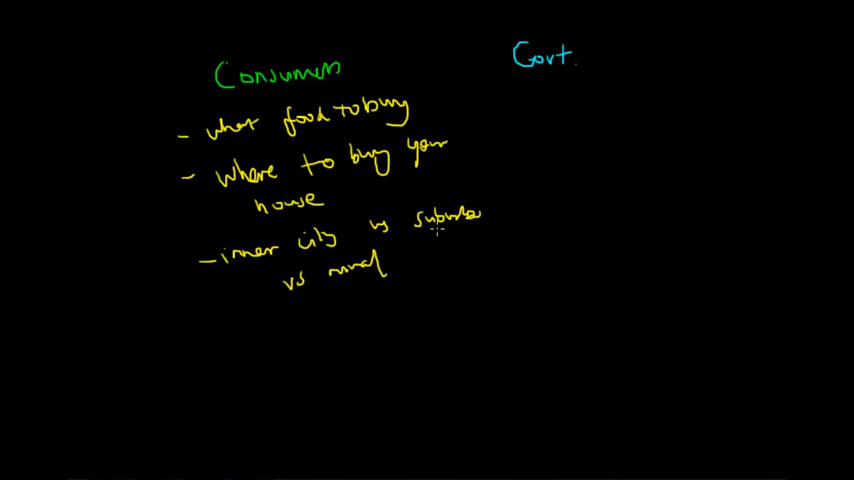 Consumers
Govt.
- what food to buy
- where to buy your
house
- inner city vs suburbs
vs rural